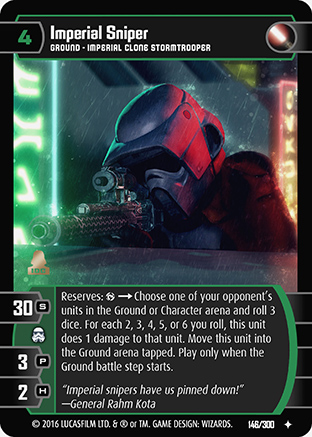 4
Imperial Sniper
GROUND - IMPERIAL CLONE STORMTROOPER
30 S
3 P
2 H
Reserves: → Choose one of your opponent's
units in the Ground or Character arena and roll 3
dice. For each 2, 3, 4, 5, or 6 you roll, this unit
does 1 damage to that unit. Move this unit into
the Ground arena tapped. Play only when the
Ground battle step starts.
“Imperial snipers have us pinned down!”
—General Rahm Kota
© 2016 LUCASFILM LTD. & ® or TM. GAME DESIGN: WIZARDS. 146/300